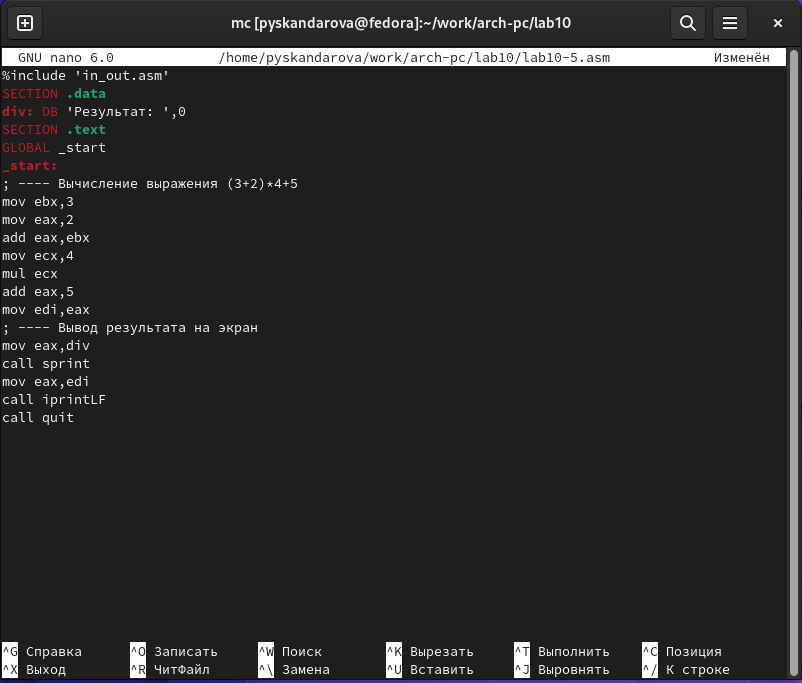 mc [pyskandarova@fedora]:~/work/arch-pc/lab10
GNU nano 6.0 /home/pyskandarova/work/arch-pc/lab10/lab10-5.asm Изменён
%include 'in_out.asm'
SECTION .data
div: DB 'Результат: ',0
SECTION .text
GLOBAL _start
_start:
; ---- Вычисление выражения (3+2)*4+5
mov ebx,3
mov eax,2
add eax,ebx
mov ecx,4
mul ecx
add eax,5
mov edi,eax
; ---- Вывод результата на экран
mov eax,div
call sprint
mov eax,edi
call iprintLF
call quit
^G Справка ^O Записать ^W Поиск ^K Вырезать ^T Выполнить ^C Позиция
^X Выход ^R ЧитФайл ^\ Замена ^U Вставить ^J Выровнять ^/ К строке